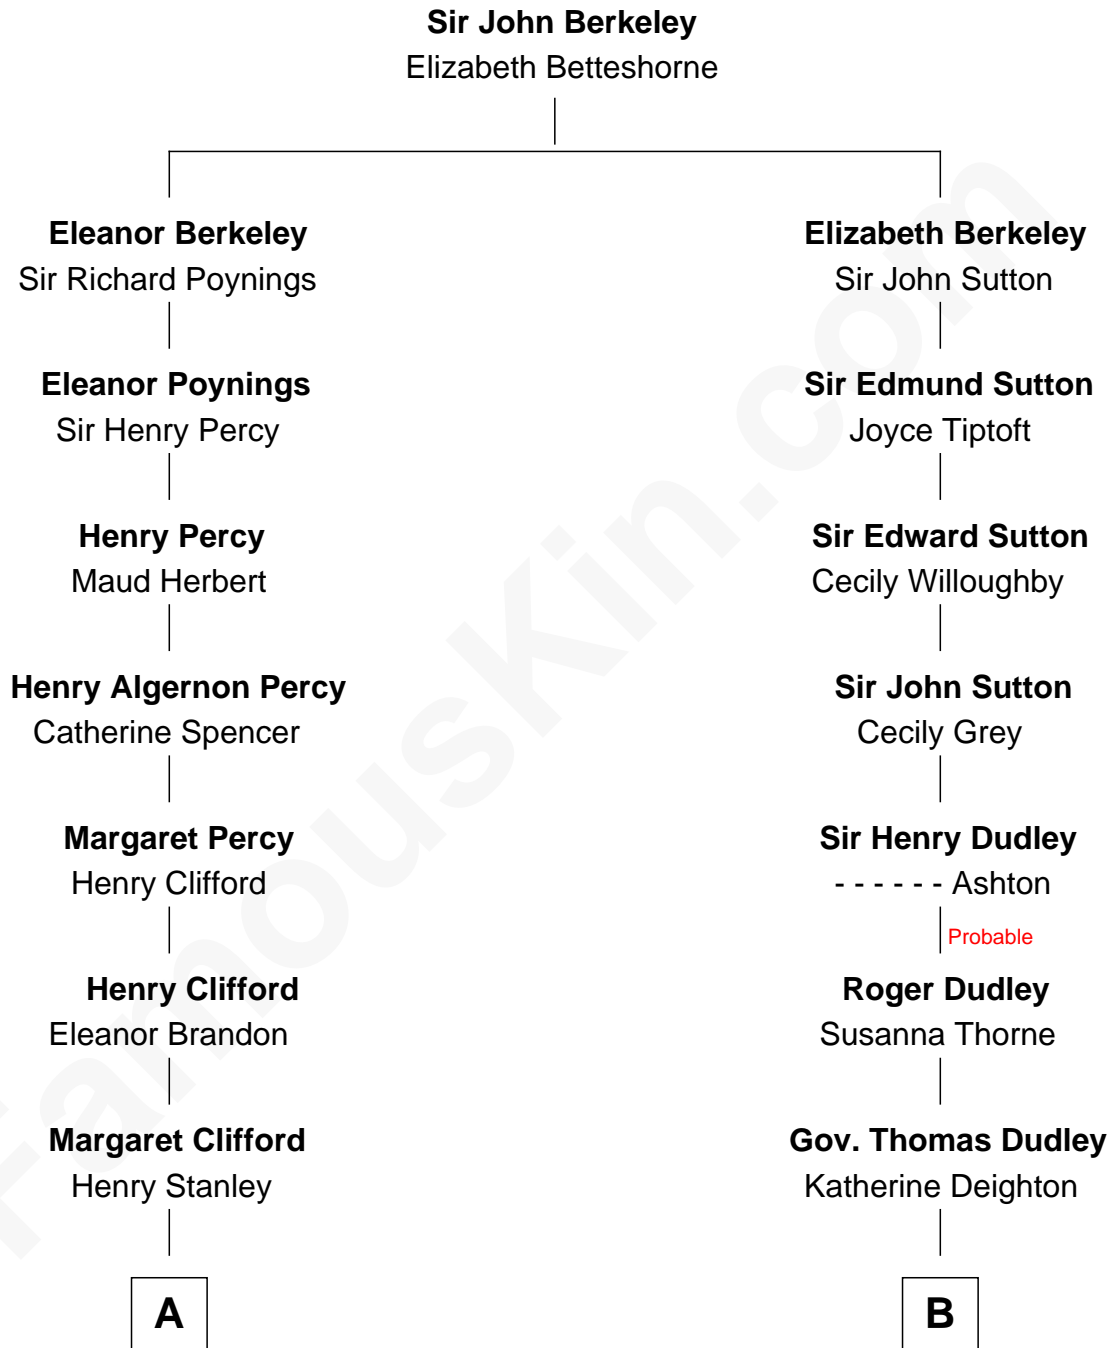 Sir John Berkeley
Elizabeth Betteshorne
Eleanor Berkeley
Sir Richard Poynings
Eleanor Poynings
Sir Henry Percy
Henry Percy
Maud Herbert
Henry Algernon Percy
Catherine Spencer
Margaret Percy
Henry Clifford
Henry Clifford
Eleanor Brandon
Margaret Clifford
Henry Stanley
A
Elizabeth Berkeley
Sir John Sutton
Sir Edmund Sutton
Joyce Tiptoft
Sir Edward Sutton
Cecily Willoughby
Sir John Sutton
Cecily Grey
Sir Henry Dudley
- - - - - - Ashton
Probable
Roger Dudley
Susanna Thorne
Gov. Thomas Dudley
Katherine Deighton
B
FamousKin.com